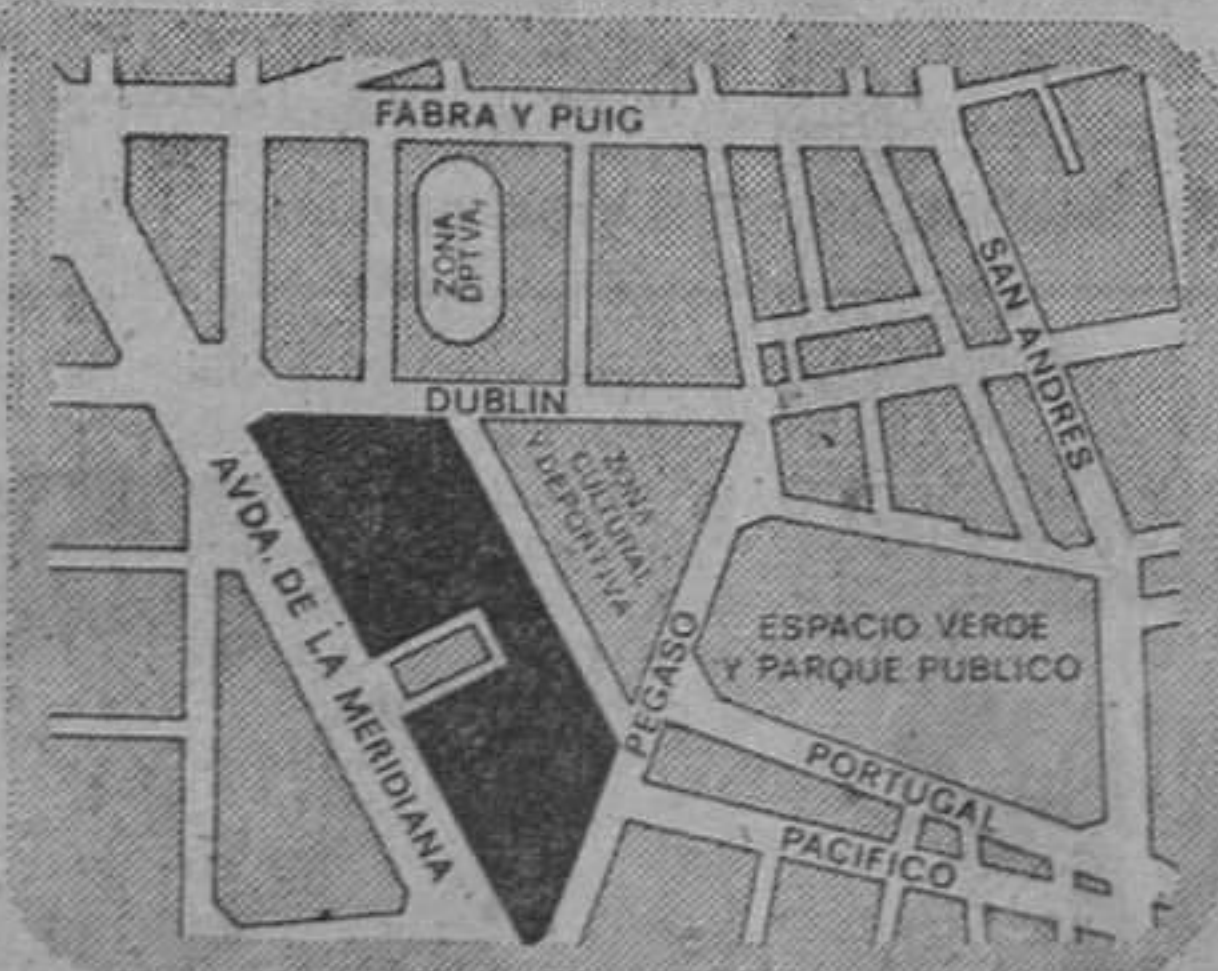 FABRA Y PUIG
ZONA
DPTVA.
SAN ANDRES
DUBLIN
ZONA
CULTURAL
Y DEPORTIVA
AVDA. DE LA MERIDIANA
PEGASO
ESPACIO VERDE
Y PARQUE PUBLICO
PORTUGAL
PACIFICO